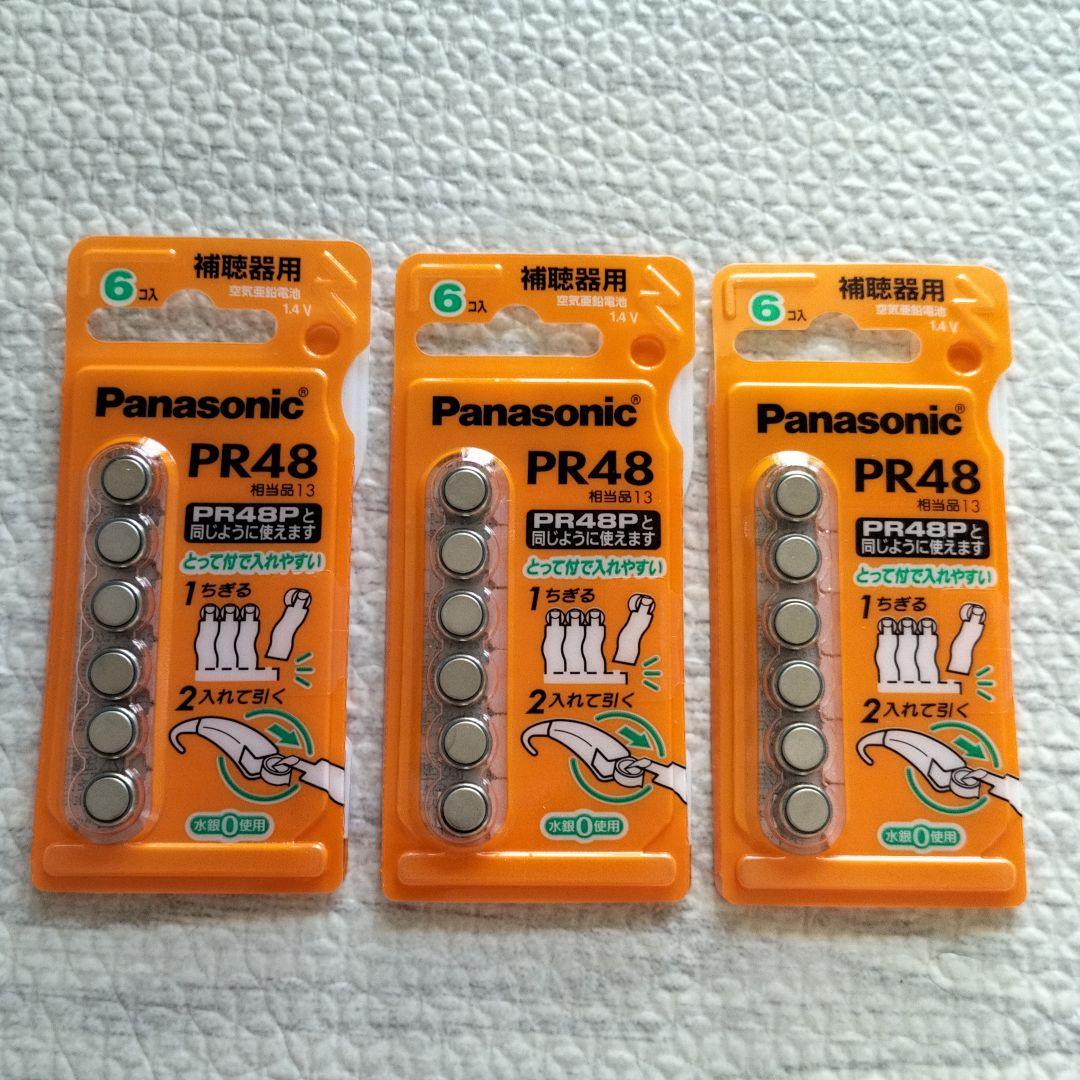 6コ入
補聴器用
空気亜鉛電池
1.4 V
Panasonic®
PR48
相当品13
PR48Pと
同じように使えます
とって付で入れやすい
1ちぎる
2入れて引く
水銀0使用
6コ入
補聴器用
空気亜鉛電池
1.4 V
Panasonic®
PR48
相当品13
PR48Pと
同じように使えます
とって付で入れやすい
1ちぎる
2入れて引く
水銀0使用
6コ入
補聴器用
空気亜鉛電池
1.4 V
Panasonic®
PR48
相当品13
PR48Pと
同じように使えます
とって付で入れやすい
1ちぎる
2入れて引く
水銀0使用